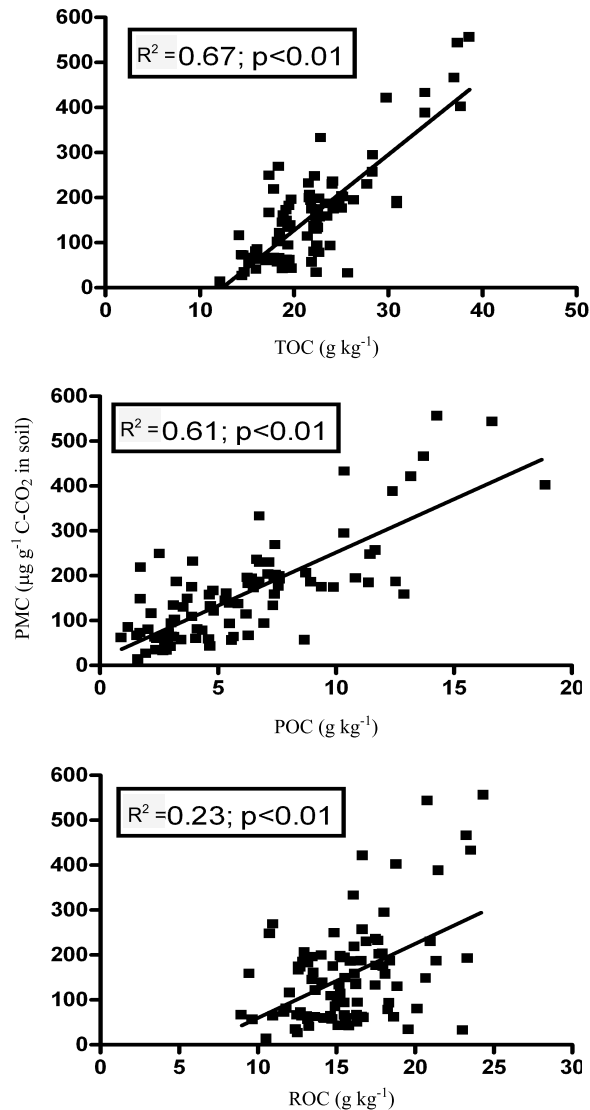 600
500
400
300
200
100
0
R² = 0.67; p<0.01
0 10 20 30 40 50
TOC (g kg⁻¹)
PMC (µg g⁻¹ C-CO₂ in soil)
600
500
400
300
200
100
0
R² = 0.61; p<0.01
0 5 10 15 20
POC (g kg⁻¹)
600
500
400
300
200
100
0
R² = 0.23; p<0.01
0 5 10 15 20 25 30
ROC (g kg⁻¹)